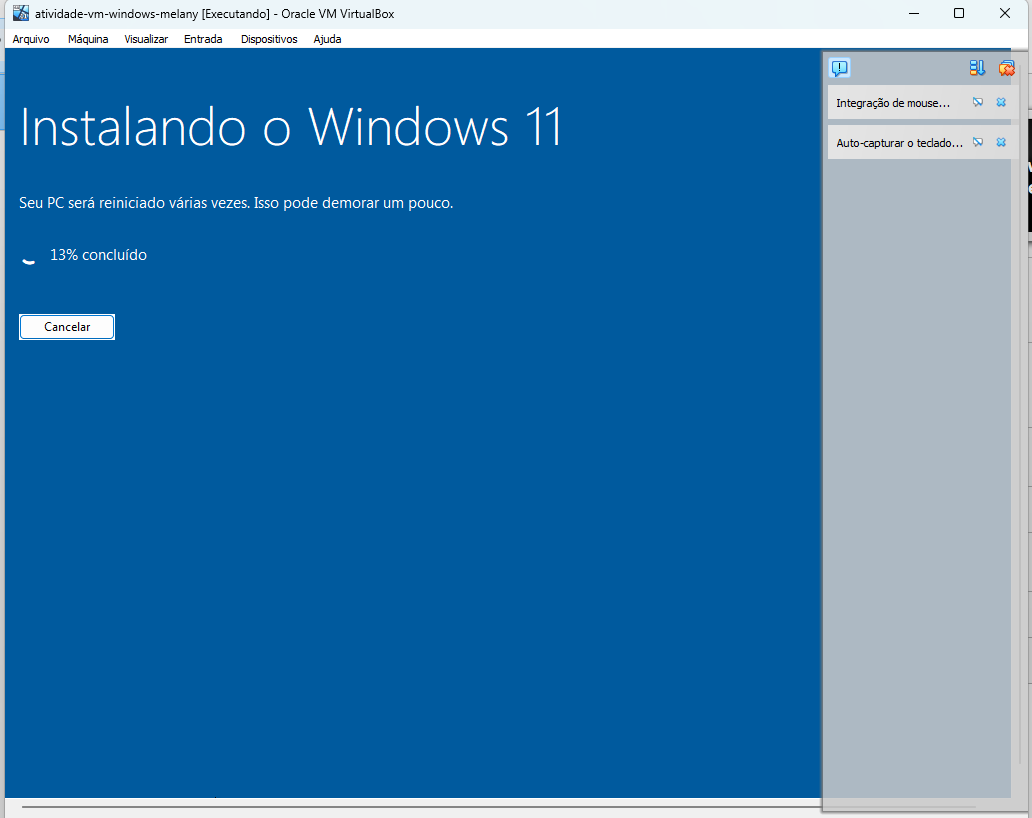 atividade-vm-windows-melany [Executando] - Oracle VM VirtualBox
Arquivo Máquina Visualizar Entrada Dispositivos Ajuda
Instalando o Windows 11
Seu PC será reiniciado várias vezes. Isso pode demorar um pouco.
13% concluído
Cancelar
Integração de mouse...
Auto-capturar o teclado...